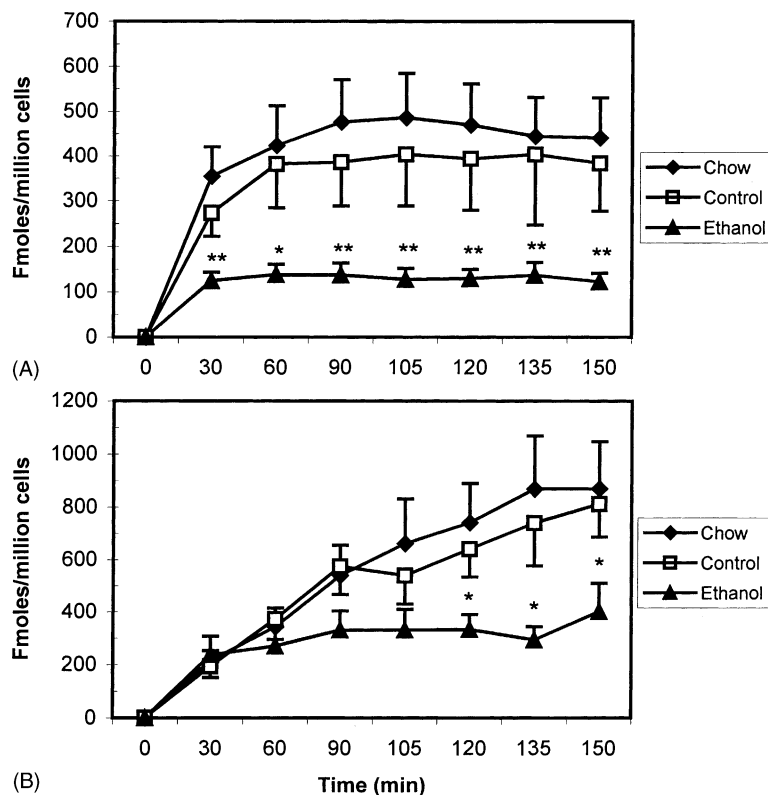 700
600
500
400
300
200
100
0
Fmoles/million cells
** * ** ** ** ** **
0 30 60 90 105 120 135 150
(A)
Chow
Control
Ethanol
1200
1000
800
600
400
200
0
Fmoles/million cells
* * *
0 30 60 90 105 120 135 150
(B)
Time (min)
Chow
Control
Ethanol